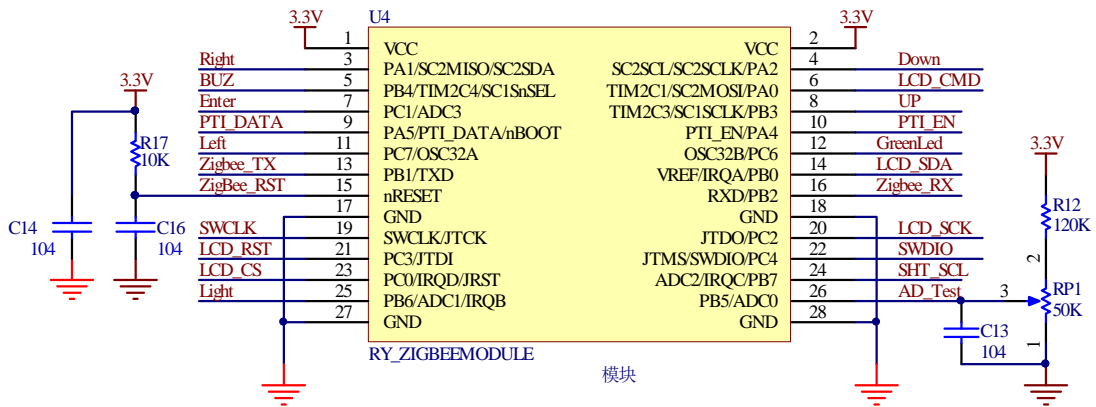 3.3V U4 3.3V
1 VCC VCC 2
Right 3 PA1/SC2MISO/SC2SDA SC2SCL/SC2SCLK/PA2 4 Down
BUZ 5 PB4/TIM2C4/SC1SnSEL TIM2C1/SC2MOSI/PA0 6 LCD_CMD
3.3V Enter 7 PC1/ADC3 TIM2C3/SC1SCLK/PB3 8 UP
PTI_DATA 9 PA5/PTI_DATA/nBOOT PTI_EN/PA4 10 PTI_EN
R17 Left 11 PC7/OSC32A OSC32B/PC6 12 GreenLed 3.3V
10K Zigbee_TX 13 PB1/TXD VREF/IRQA/PB0 14 LCD_SDA
ZigBee_RST 15 nRESET RXD/PB2 16 Zigbee_RX
17 GND GND 18 R12
C14 C16 SWCLK 19 SWCLK/JTCK JTDO/PC2 20 LCD_SCK 120K
104 104 LCD_RST 21 PC3/JTDI JTMS/SWDIO/PC4 22 SWDIO 2
LCD_CS 23 PC0/IRQD/JRST ADC2/IRQC/PB7 24 SHT_SCL
Light 25 PB6/ADC1/IRQB PB5/ADC0 26 AD_Test 3 RP1
27 GND GND 28 50K
C13 1
RY_ZIGBEEMODULE 104
模块